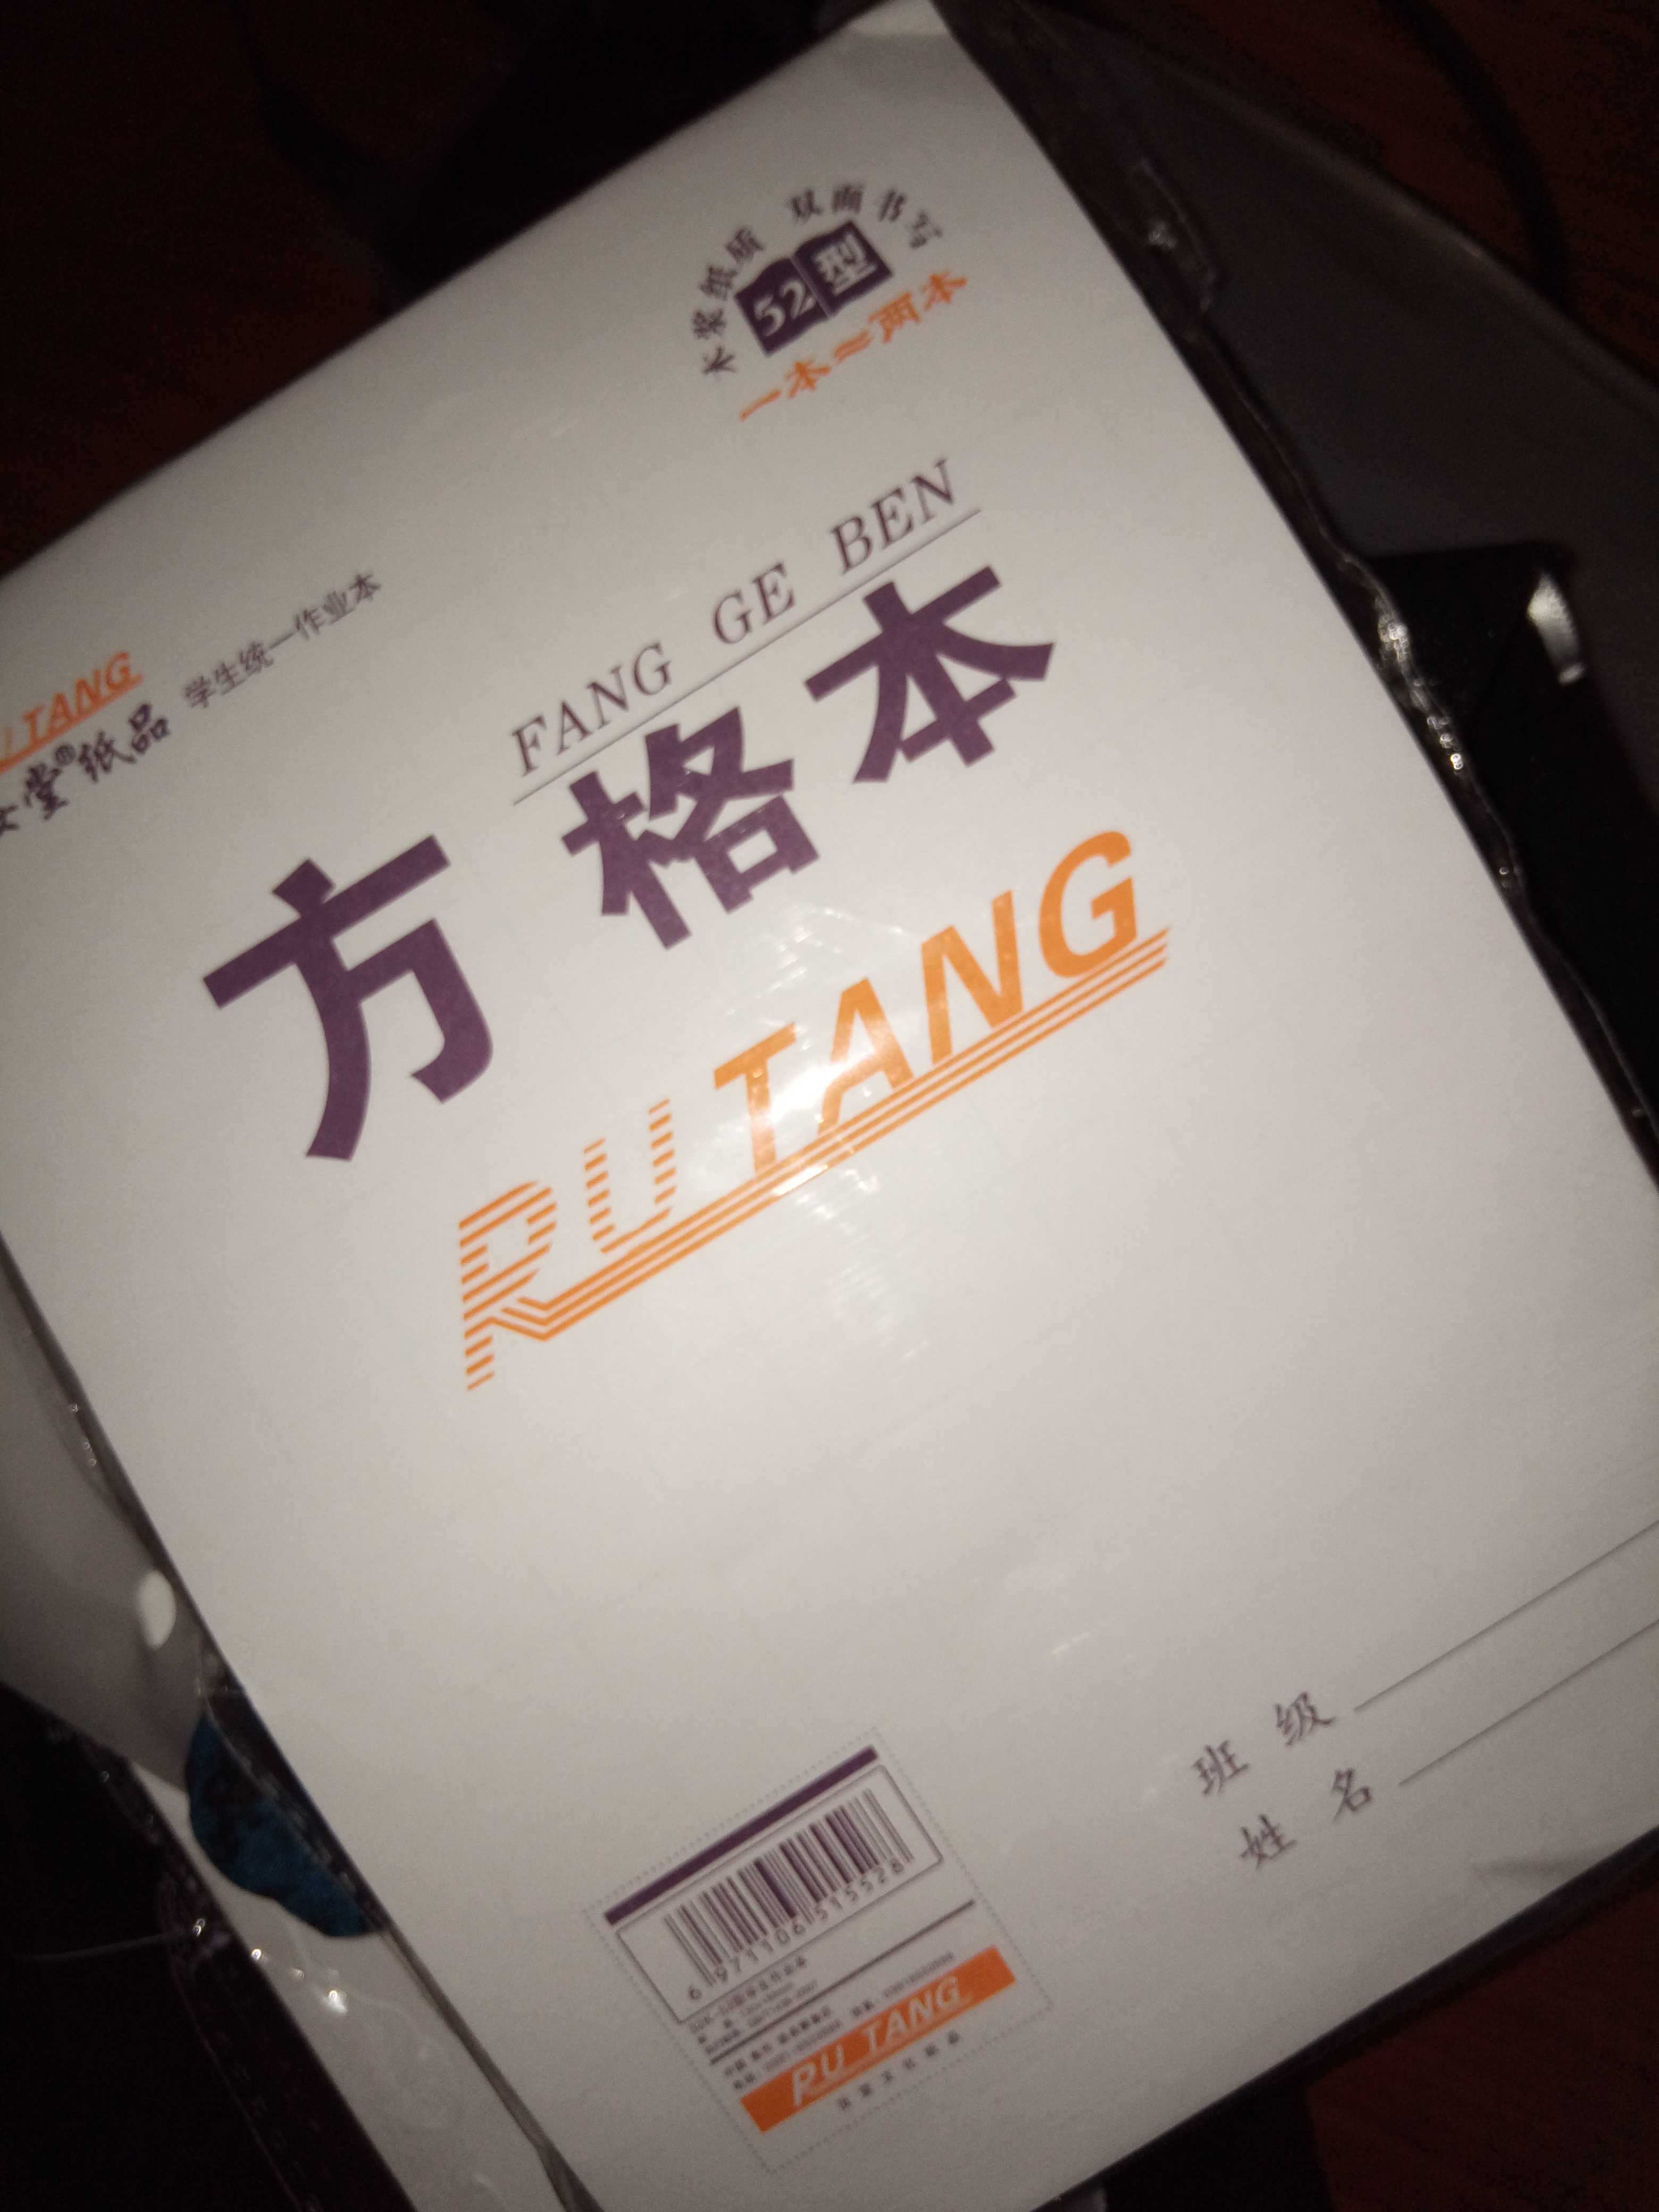 木浆纸质 双面书写
52型
一本≈两本
TANG
堂®纸品 学生统一作业本
FANG GE BEN
方格本
RU TANG
班 级
姓 名
6971106515528
RU TANG